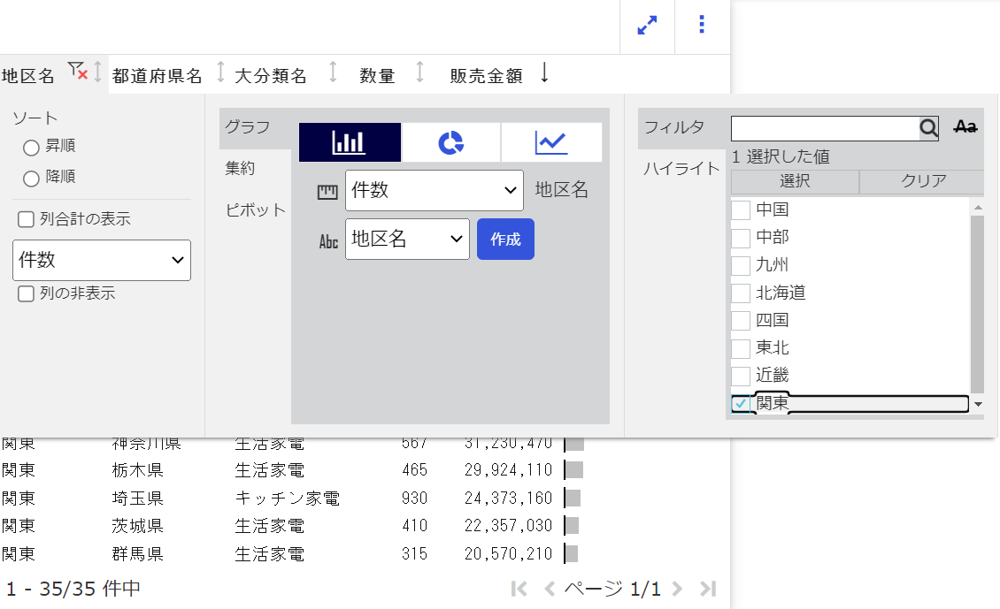 地区名 都道府県名 大分類名 数量 販売金額
ソート
昇順
降順
列合計の表示
件数
列の非表示
グラフ
集約
ピボット
件数 地区名
Abc 地区名 作成
フィルタ Aa
ハイライト
1 選択した値
選択 クリア
中国
中部
九州
北海道
四国
東北
近畿
関東
関東 神奈川県 生活家電 567 31,230,470
関東 栃木県 生活家電 465 29,924,110
関東 埼玉県 キッチン家電 930 24,373,160
関東 茨城県 生活家電 410 22,357,030
関東 群馬県 生活家電 315 20,570,210
1 - 35/35 件中 ページ 1/1